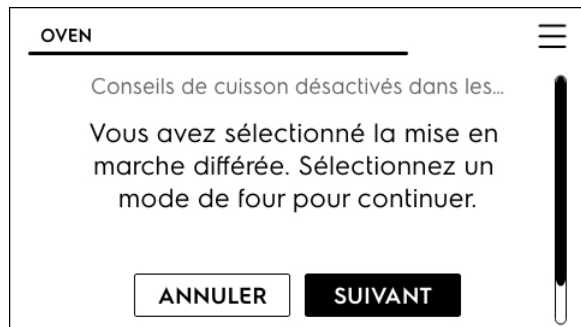 OVEN
Conseils de cuisson désactivés dans les...
Vous avez sélectionné la mise en
marche différée. Sélectionnez un
mode de four pour continuer.
ANNULER
SUIVANT